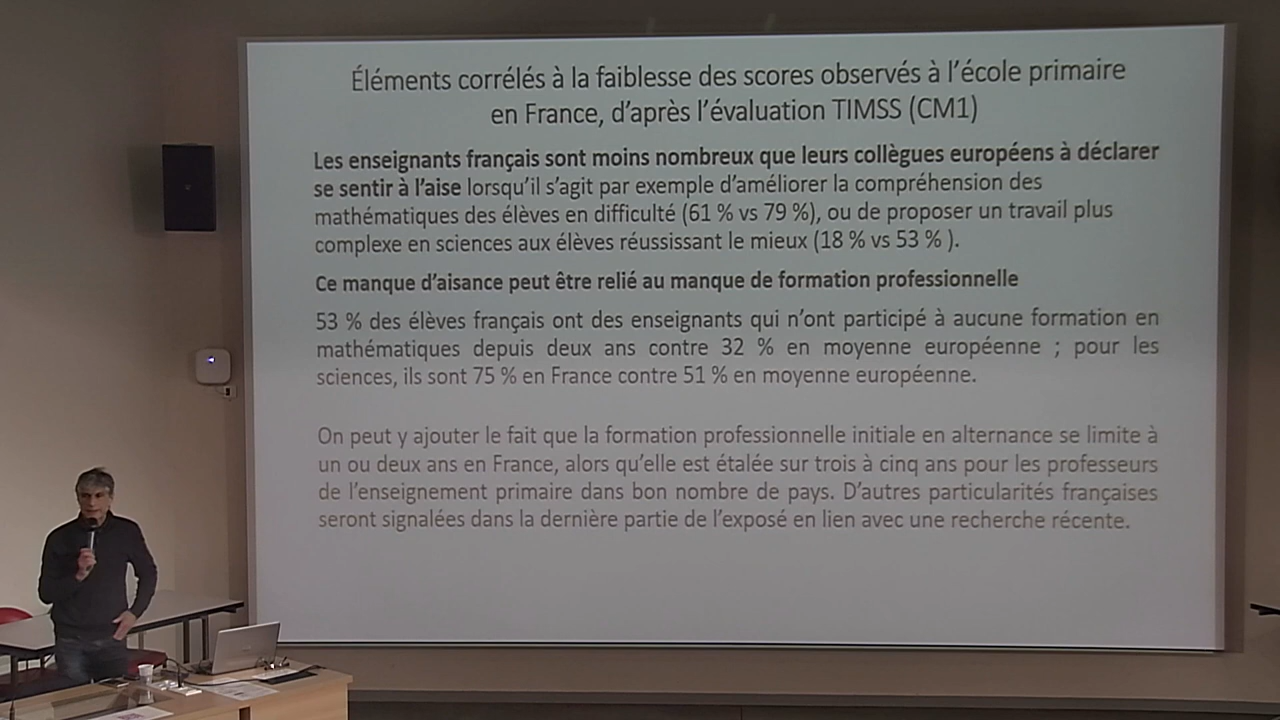 Éléments corrélés à la faiblesse des scores observés à l'école primaire
en France, d'après l'évaluation TIMSS (CM1)
Les enseignants français sont moins nombreux que leurs collègues européens à déclarer
se sentir à l'aise lorsqu'il s'agit par exemple d'améliorer la compréhension des
mathématiques des élèves en difficulté (61 % vs 79 %), ou de proposer un travail plus
complexe en sciences aux élèves réussissant le mieux (18 % vs 53 % ).
Ce manque d'aisance peut être relié au manque de formation professionnelle
53 % des élèves français ont des enseignants qui n'ont participé à aucune formation en
mathématiques depuis deux ans contre 32 % en moyenne européenne ; pour les
sciences, ils sont 75 % en France contre 51 % en moyenne européenne.
On peut y ajouter le fait que la formation professionnelle initiale en alternance se limite à
un ou deux ans en France, alors qu'elle est étalée sur trois à cinq ans pour les professeurs
de l'enseignement primaire dans bon nombre de pays. D'autres particularités françaises
seront signalées dans la dernière partie de l'exposé en lien avec une recherche récente.